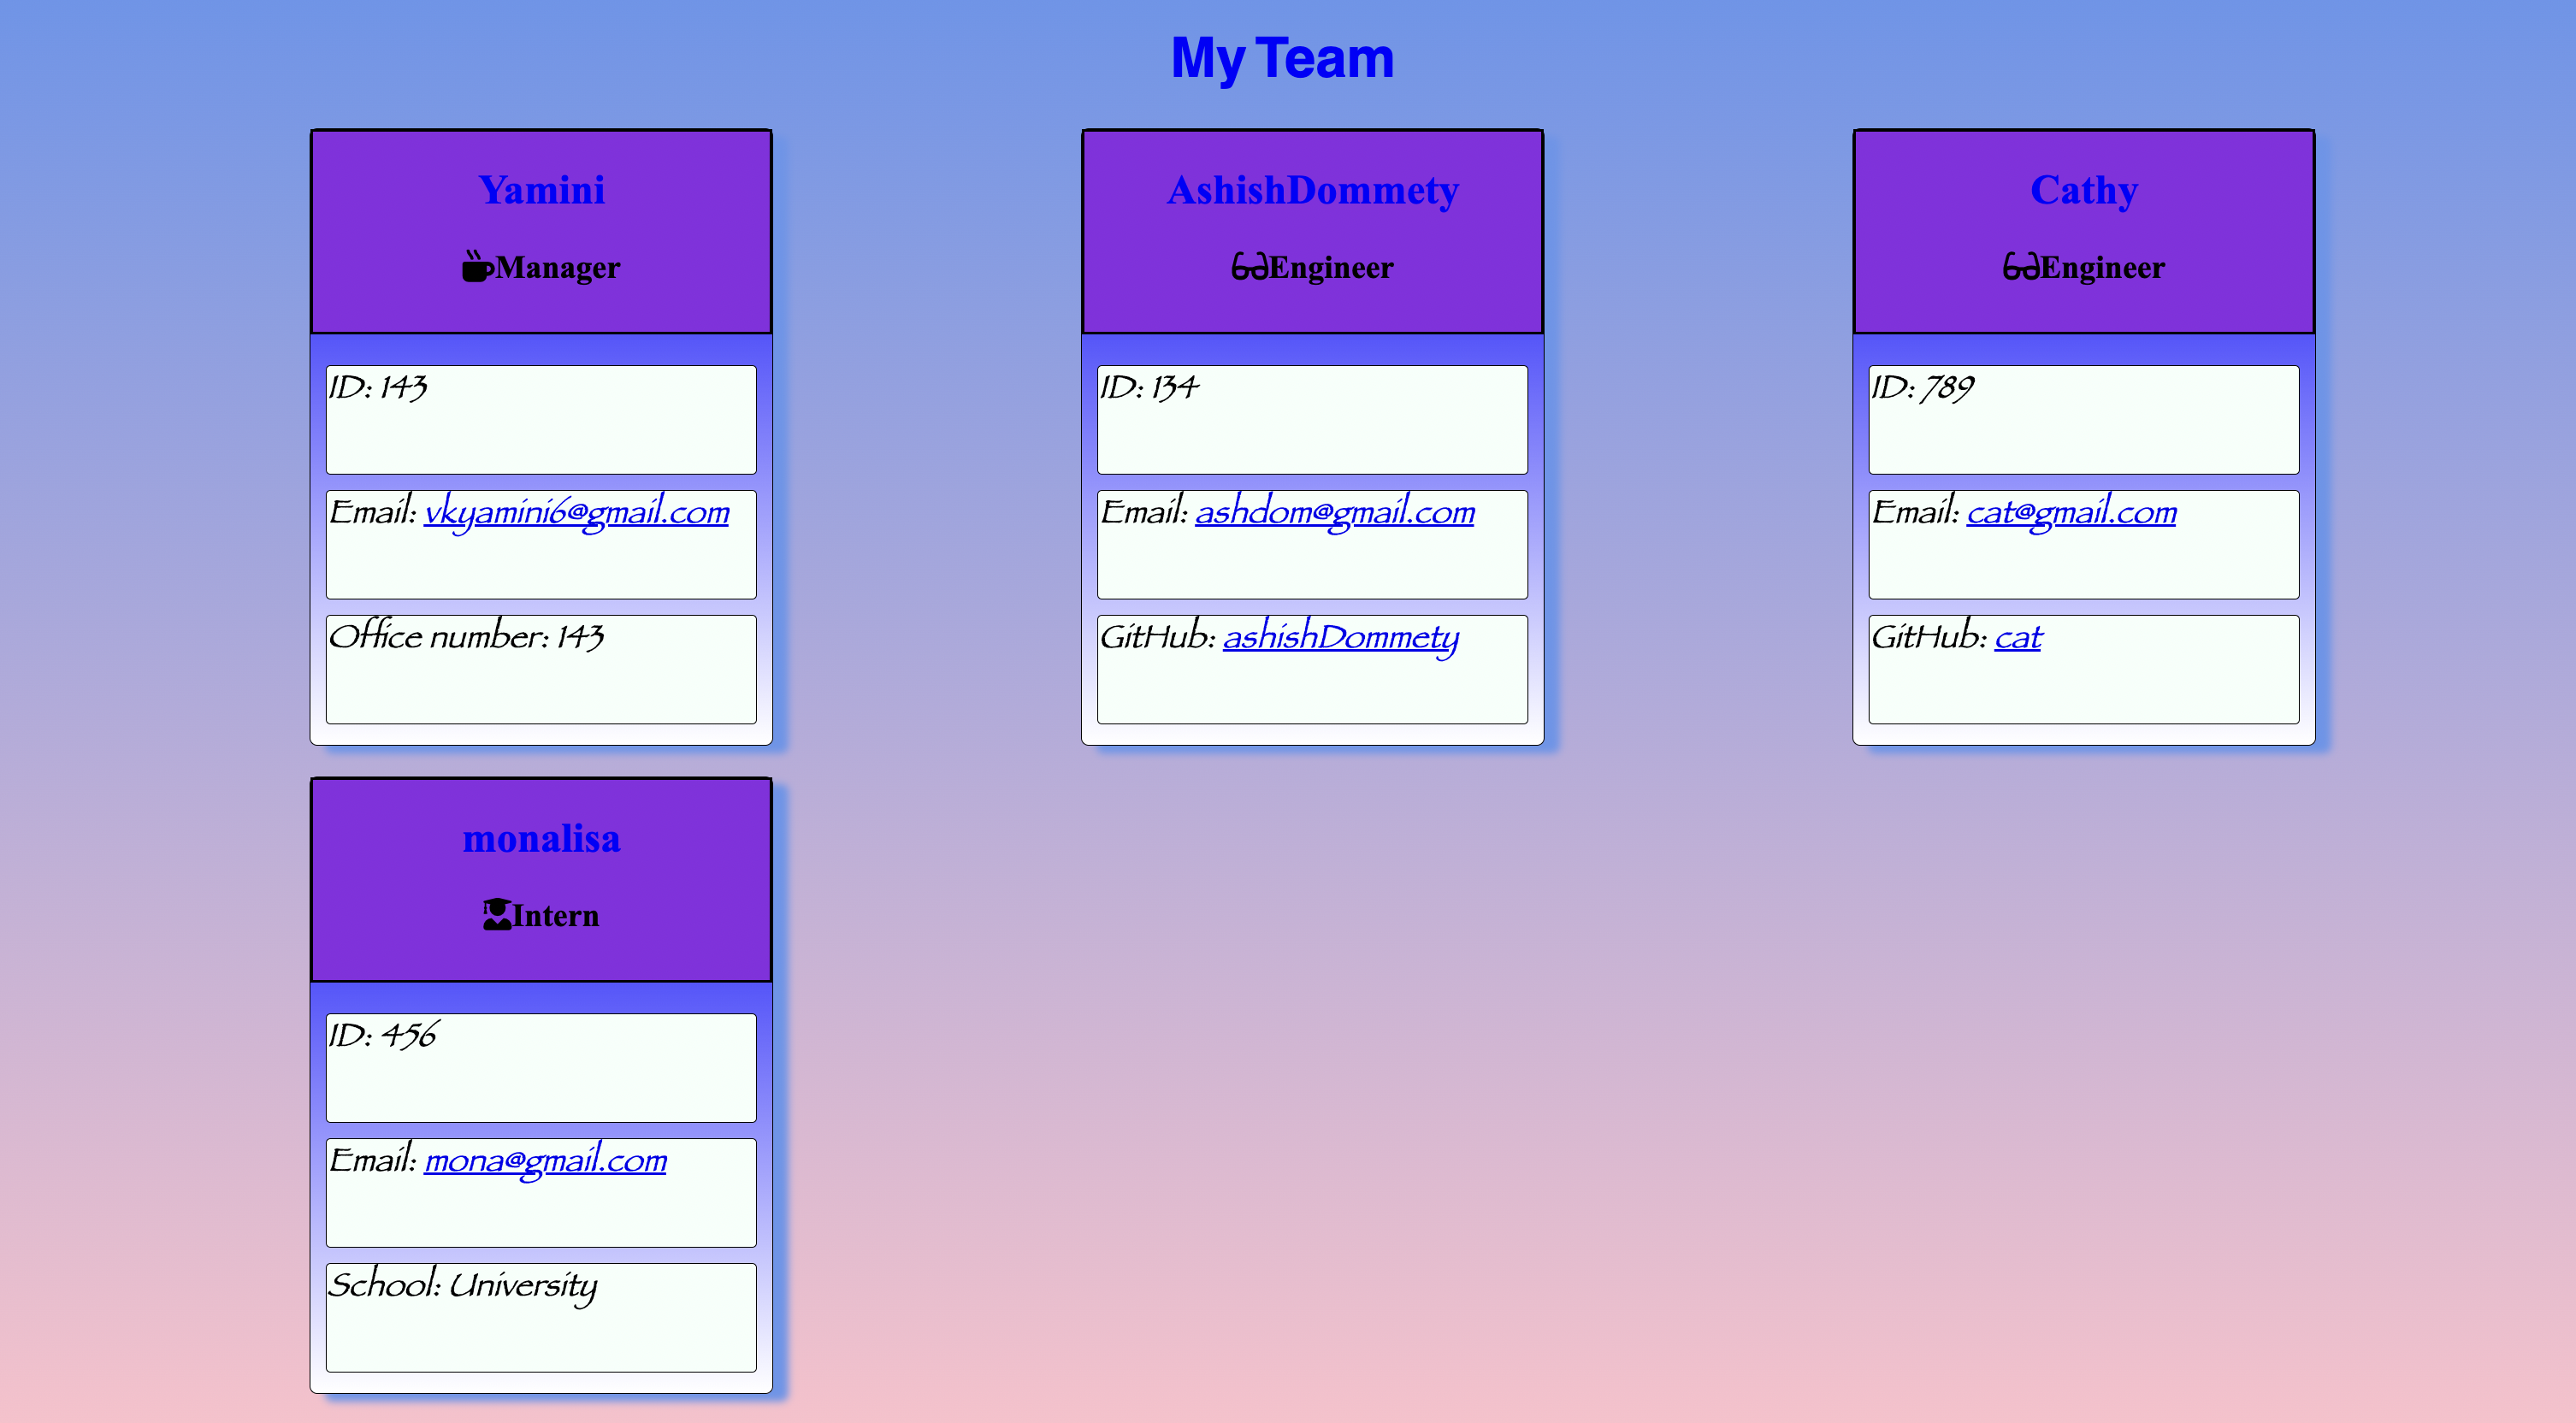 My Team
Yamini
Manager
ID: 143
Email: vkyamini6@gmail.com
Office number: 143
AshishDommety
Engineer
ID: 134
Email: ashdom@gmail.com
GitHub: ashishDommety
Cathy
Engineer
ID: 789
Email: cat@gmail.com
GitHub: cat
monalisa
Intern
ID: 456
Email: mona@gmail.com
School: University